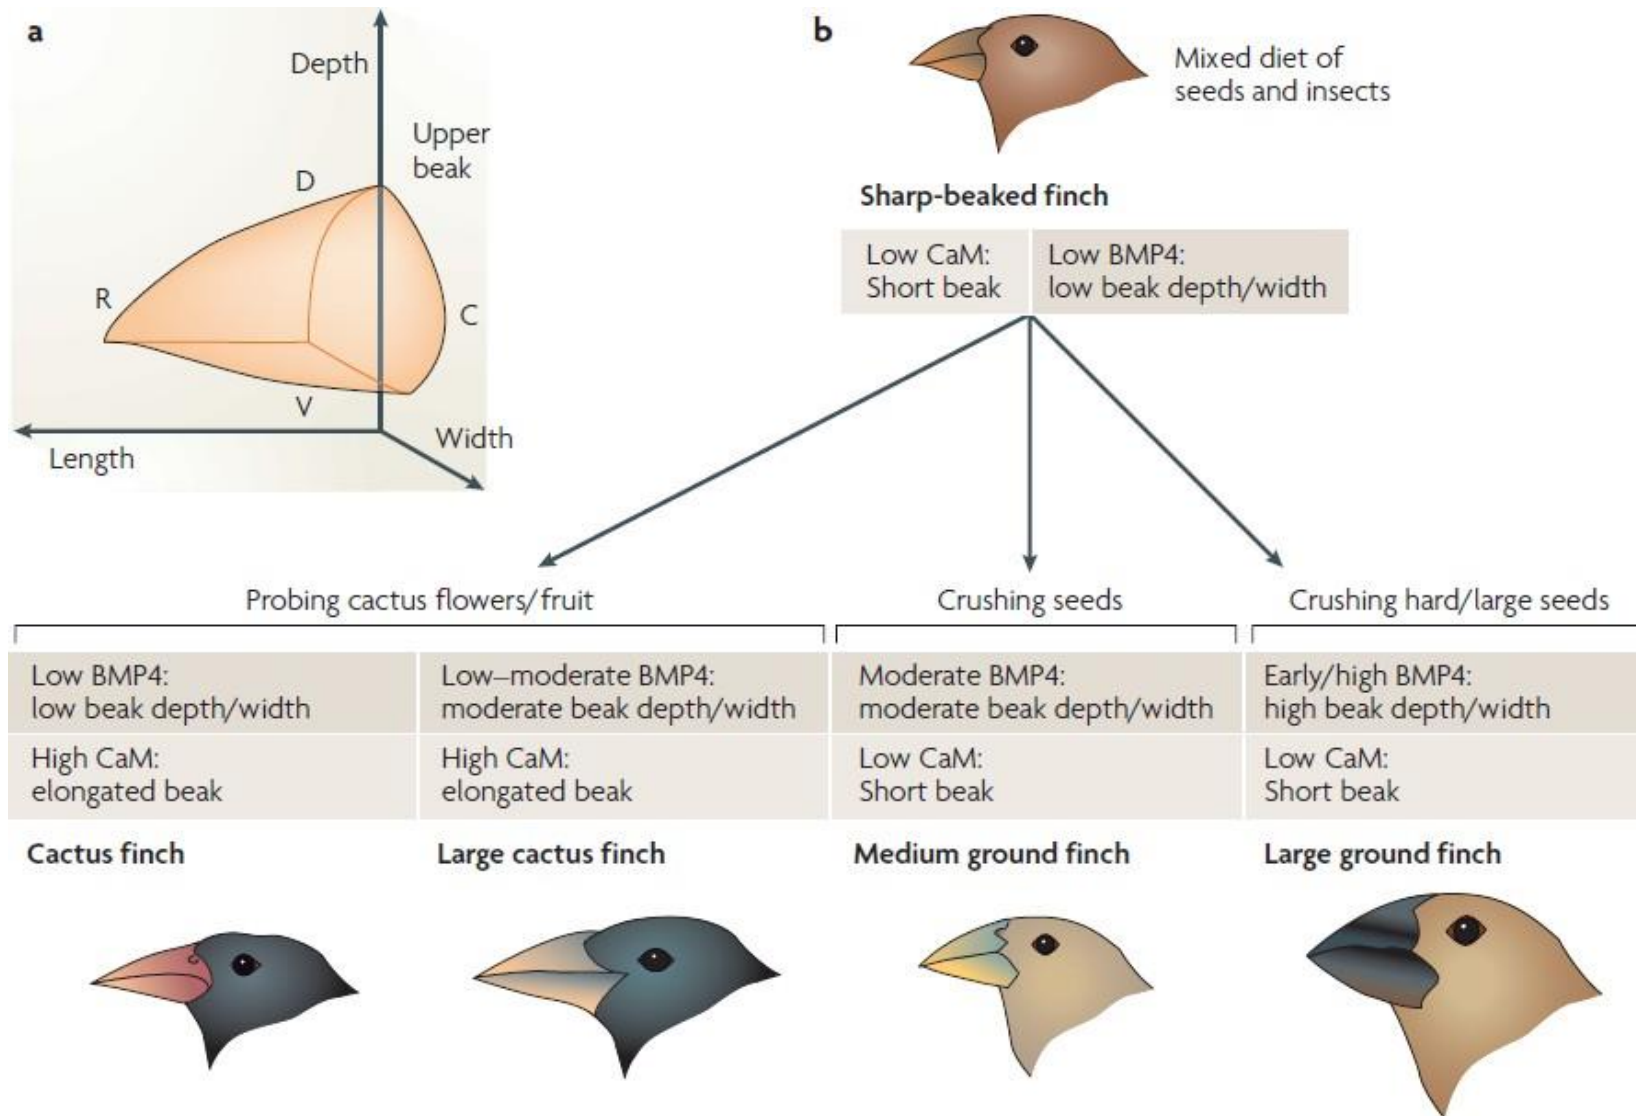 a
Depth
Upper
beak
D
R
C
V
Width
Length
b
Mixed diet of
seeds and insects
Sharp-beaked finch
Low CaM:
Short beak
Low BMP4:
low beak depth/width
Probing cactus flowers/fruit
Crushing seeds
Crushing hard/large seeds
Low BMP4:
low beak depth/width
Low–moderate BMP4:
moderate beak depth/width
Moderate BMP4:
moderate beak depth/width
Early/high BMP4:
high beak depth/width
High CaM:
elongated beak
High CaM:
elongated beak
Low CaM:
Short beak
Low CaM:
Short beak
Cactus finch
Large cactus finch
Medium ground finch
Large ground finch